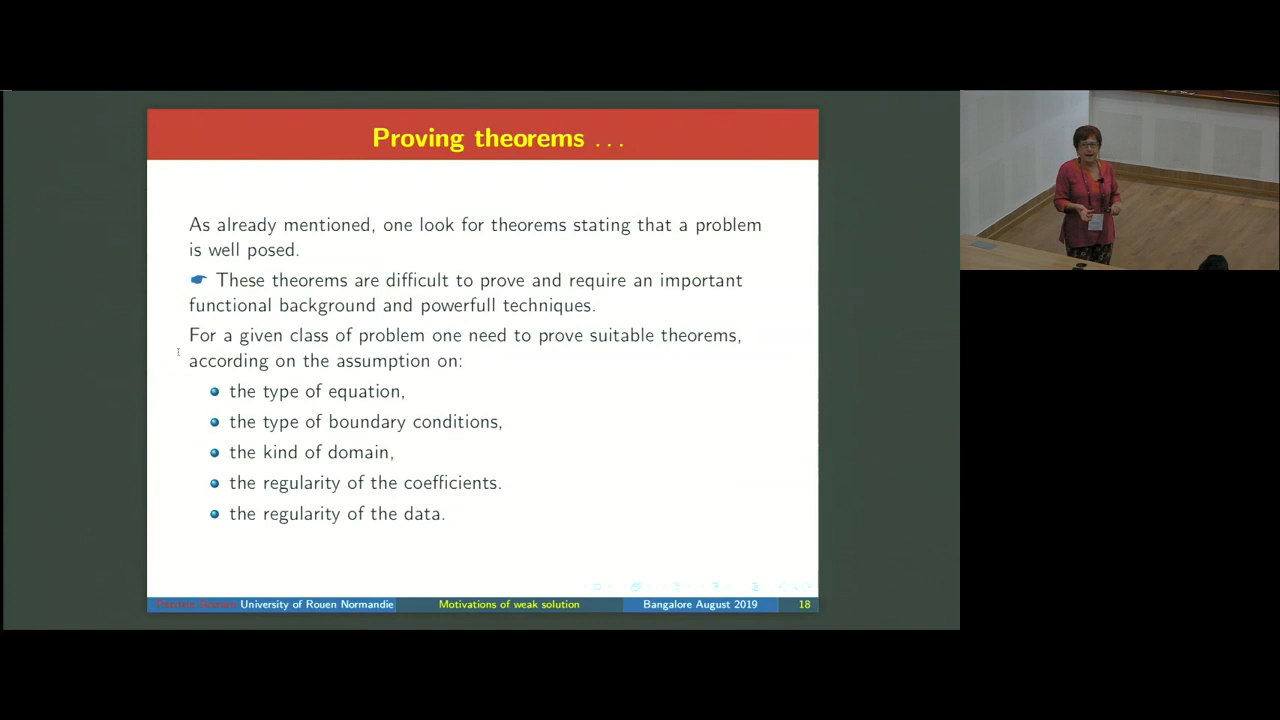 Proving theorems ...
As already mentioned, one look for theorems stating that a problem
is well posed.
These theorems are difficult to prove and require an important
functional background and powerfull techniques.
For a given class of problem one need to prove suitable theorems,
according on the assumption on:
the type of equation,
the type of boundary conditions,
the kind of domain,
the regularity of the coefficients.
the regularity of the data.
University of Rouen Normandie Motivations of weak solution Bangalore August 2019 18